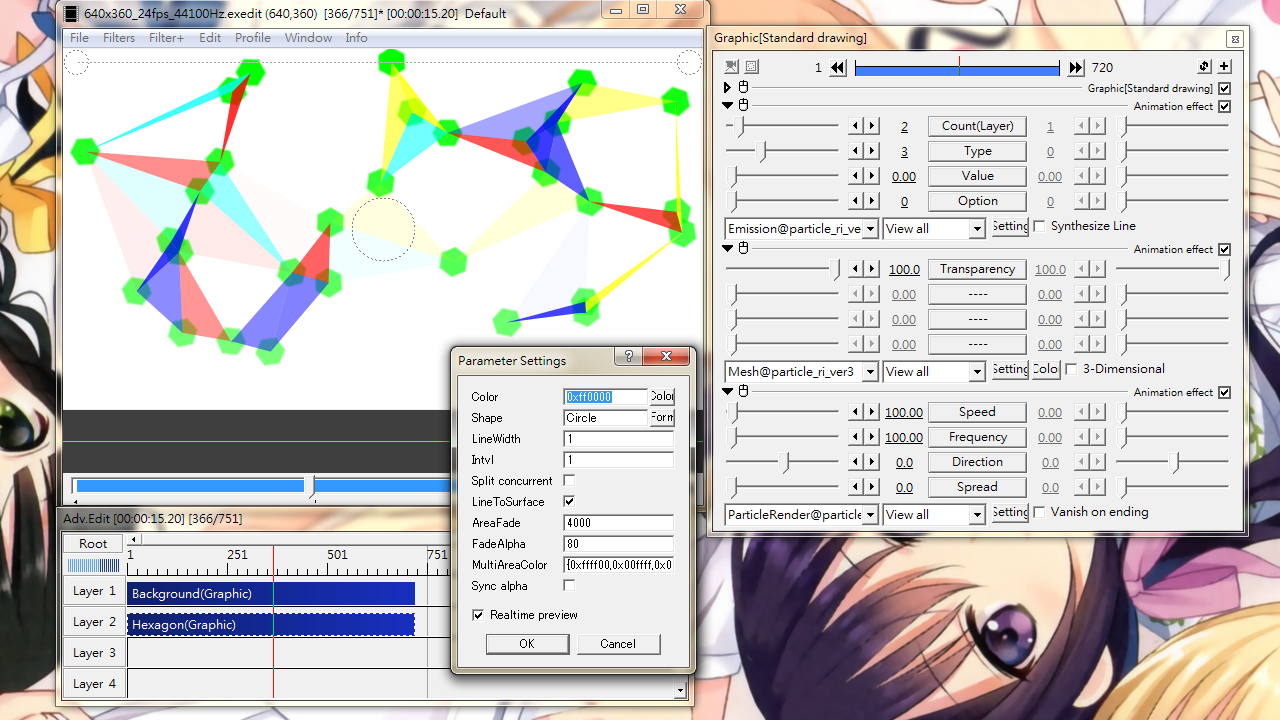 640x360_24fps_44100Hz.exedit (640,360) [366/751]* [00:00:15.20] Default
File Filters Filter+ Edit Profile Window Info
Graphic[Standard drawing]
1 720
Graphic[Standard drawing]
Animation effect
2 Count(Layer) 1
3 Type 0
0.00 Value 0.00
0 Option 0
Emission@particle_ri_ve View all Setting Synthesize Line
Animation effect
100.0 Transparency 100.0
0.00 ---- 0.00
0.00 ---- 0.00
0.00 ---- 0.00
Mesh@particle_ri_ver3 View all Setting Color 3-Dimensional
Animation effect
100.00 Speed 0.00
100.00 Frequency 0.00
0.0 Direction 0.0
0.0 Spread 0.0
ParticleRender@particle View all Setting Vanish on ending
Parameter Settings
Color 0xff0000 Color
Shape Circle Form
LineWidth 1
Intvl 1
Split concurrent
LineToSurface
AreaFade 4000
FadeAlpha 80
MultiAreaColor {0xffff00,0x00ffff,0x0
Sync alpha
Realtime preview
OK Cancel
Adv.Edit [00:00:15.20] [366/751]
Root
1 251 501 751
Layer 1 Background(Graphic)
Layer 2 Hexagon(Graphic)
Layer 3
Layer 4